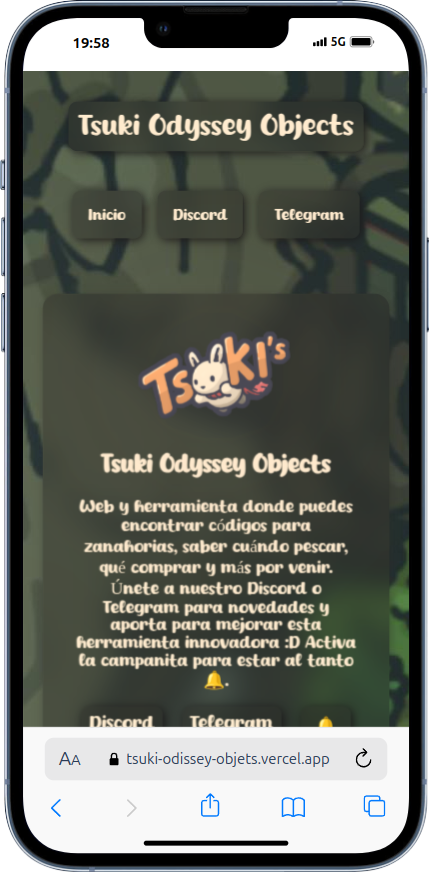 19:58
5G
Tsuki Odyssey Objects
Inicio
Discord
Telegram
TSUKI'S
Tsuki Odyssey Objects
Web y herramienta donde puedes
encontrar códigos para
zanahorias, saber cuándo pescar,
qué comprar y más por venir.
Únete a nuestro Discord o
Telegram para novedades y
aporta para mejorar esta
herramienta innovadora :D Activa
la campanita para estar al tanto
🔔.
Discord
Telegram
🔔
AA
tsuki-odissey-objets.vercel.app